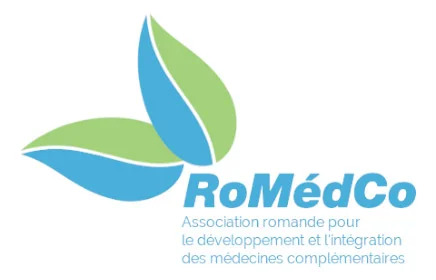 RoMédCo
Association romande pour
le développement et l'intégration
des médecines complémentaires